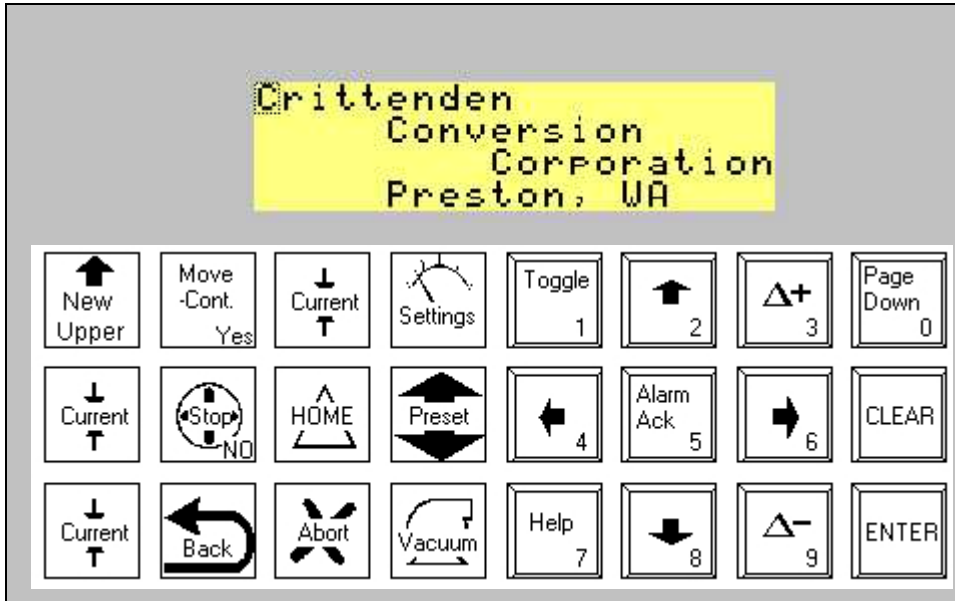 Crittenden
Conversion
Corporation
Preston, WA
New
Upper
Move
-Cont.
Yes
Current
Settings
Toggle
1
2
Δ+
3
Page
Down
0
Current
Stop
NO
HOME
Preset
4
Alarm
Ack
5
6
CLEAR
Current
Back
Abort
Vacuum
Help
7
8
Δ-
9
ENTER